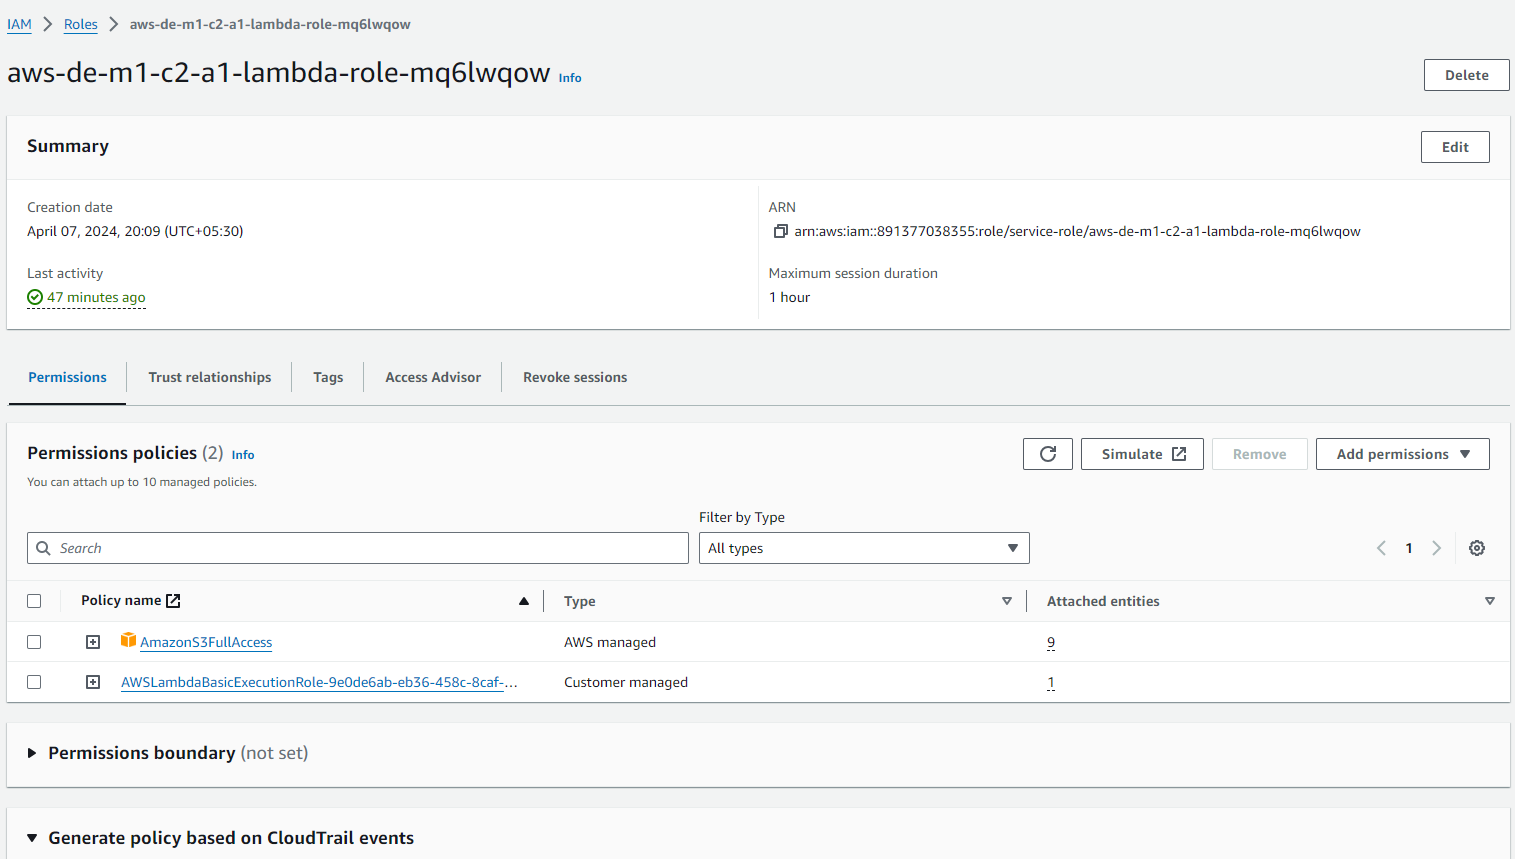 IAM > Roles > aws-de-m1-c2-a1-lambda-role-mq6lwqow
aws-de-m1-c2-a1-lambda-role-mq6lwqow Info
Delete
Summary
Edit
Creation date
April 07, 2024, 20:09 (UTC+05:30)
ARN
arn:aws:iam::891377038355:role/service-role/aws-de-m1-c2-a1-lambda-role-mq6lwqow
Last activity
47 minutes ago
Maximum session duration
1 hour
Permissions Trust relationships Tags Access Advisor Revoke sessions
Permissions policies (2) Info
You can attach up to 10 managed policies.
Simulate Remove Add permissions
Filter by Type
Search
All types
1
Policy name Type Attached entities
AmazonS3FullAccess AWS managed 9
AWSLambdaBasicExecutionRole-9e0de6ab-eb36-458c-8caf-... Customer managed 1
Permissions boundary (not set)
Generate policy based on CloudTrail events